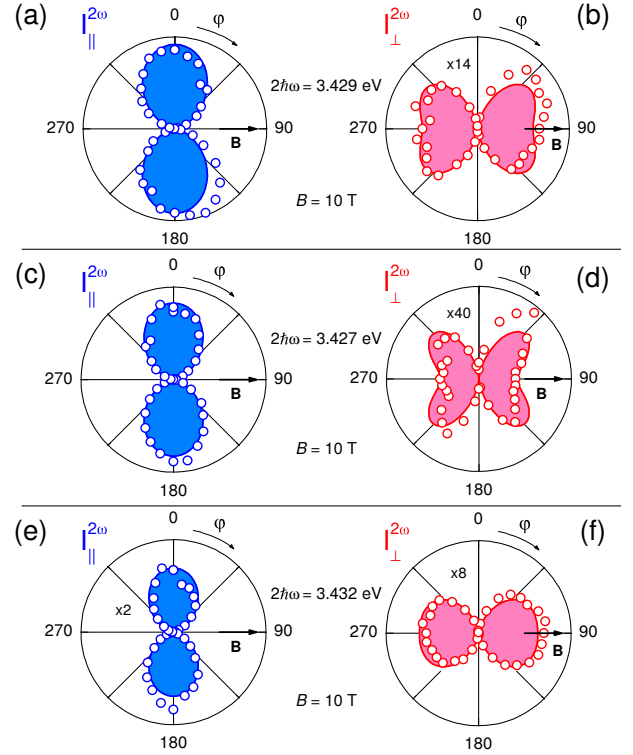 (a) I∥2ω 0 φ I⊥2ω 0 φ (b)
x14
2ħω = 3.429 eV
270 B 90 270 B 90
B = 10 T
180 180
(c) I∥2ω 0 φ I⊥2ω 0 φ (d)
x40
2ħω = 3.427 eV
270 B 90 270 B 90
B = 10 T
180 180
(e) I∥2ω 0 φ I⊥2ω 0 φ (f)
x8
2ħω = 3.432 eV
x2
270 B 90 270 B 90
B = 10 T
180 180